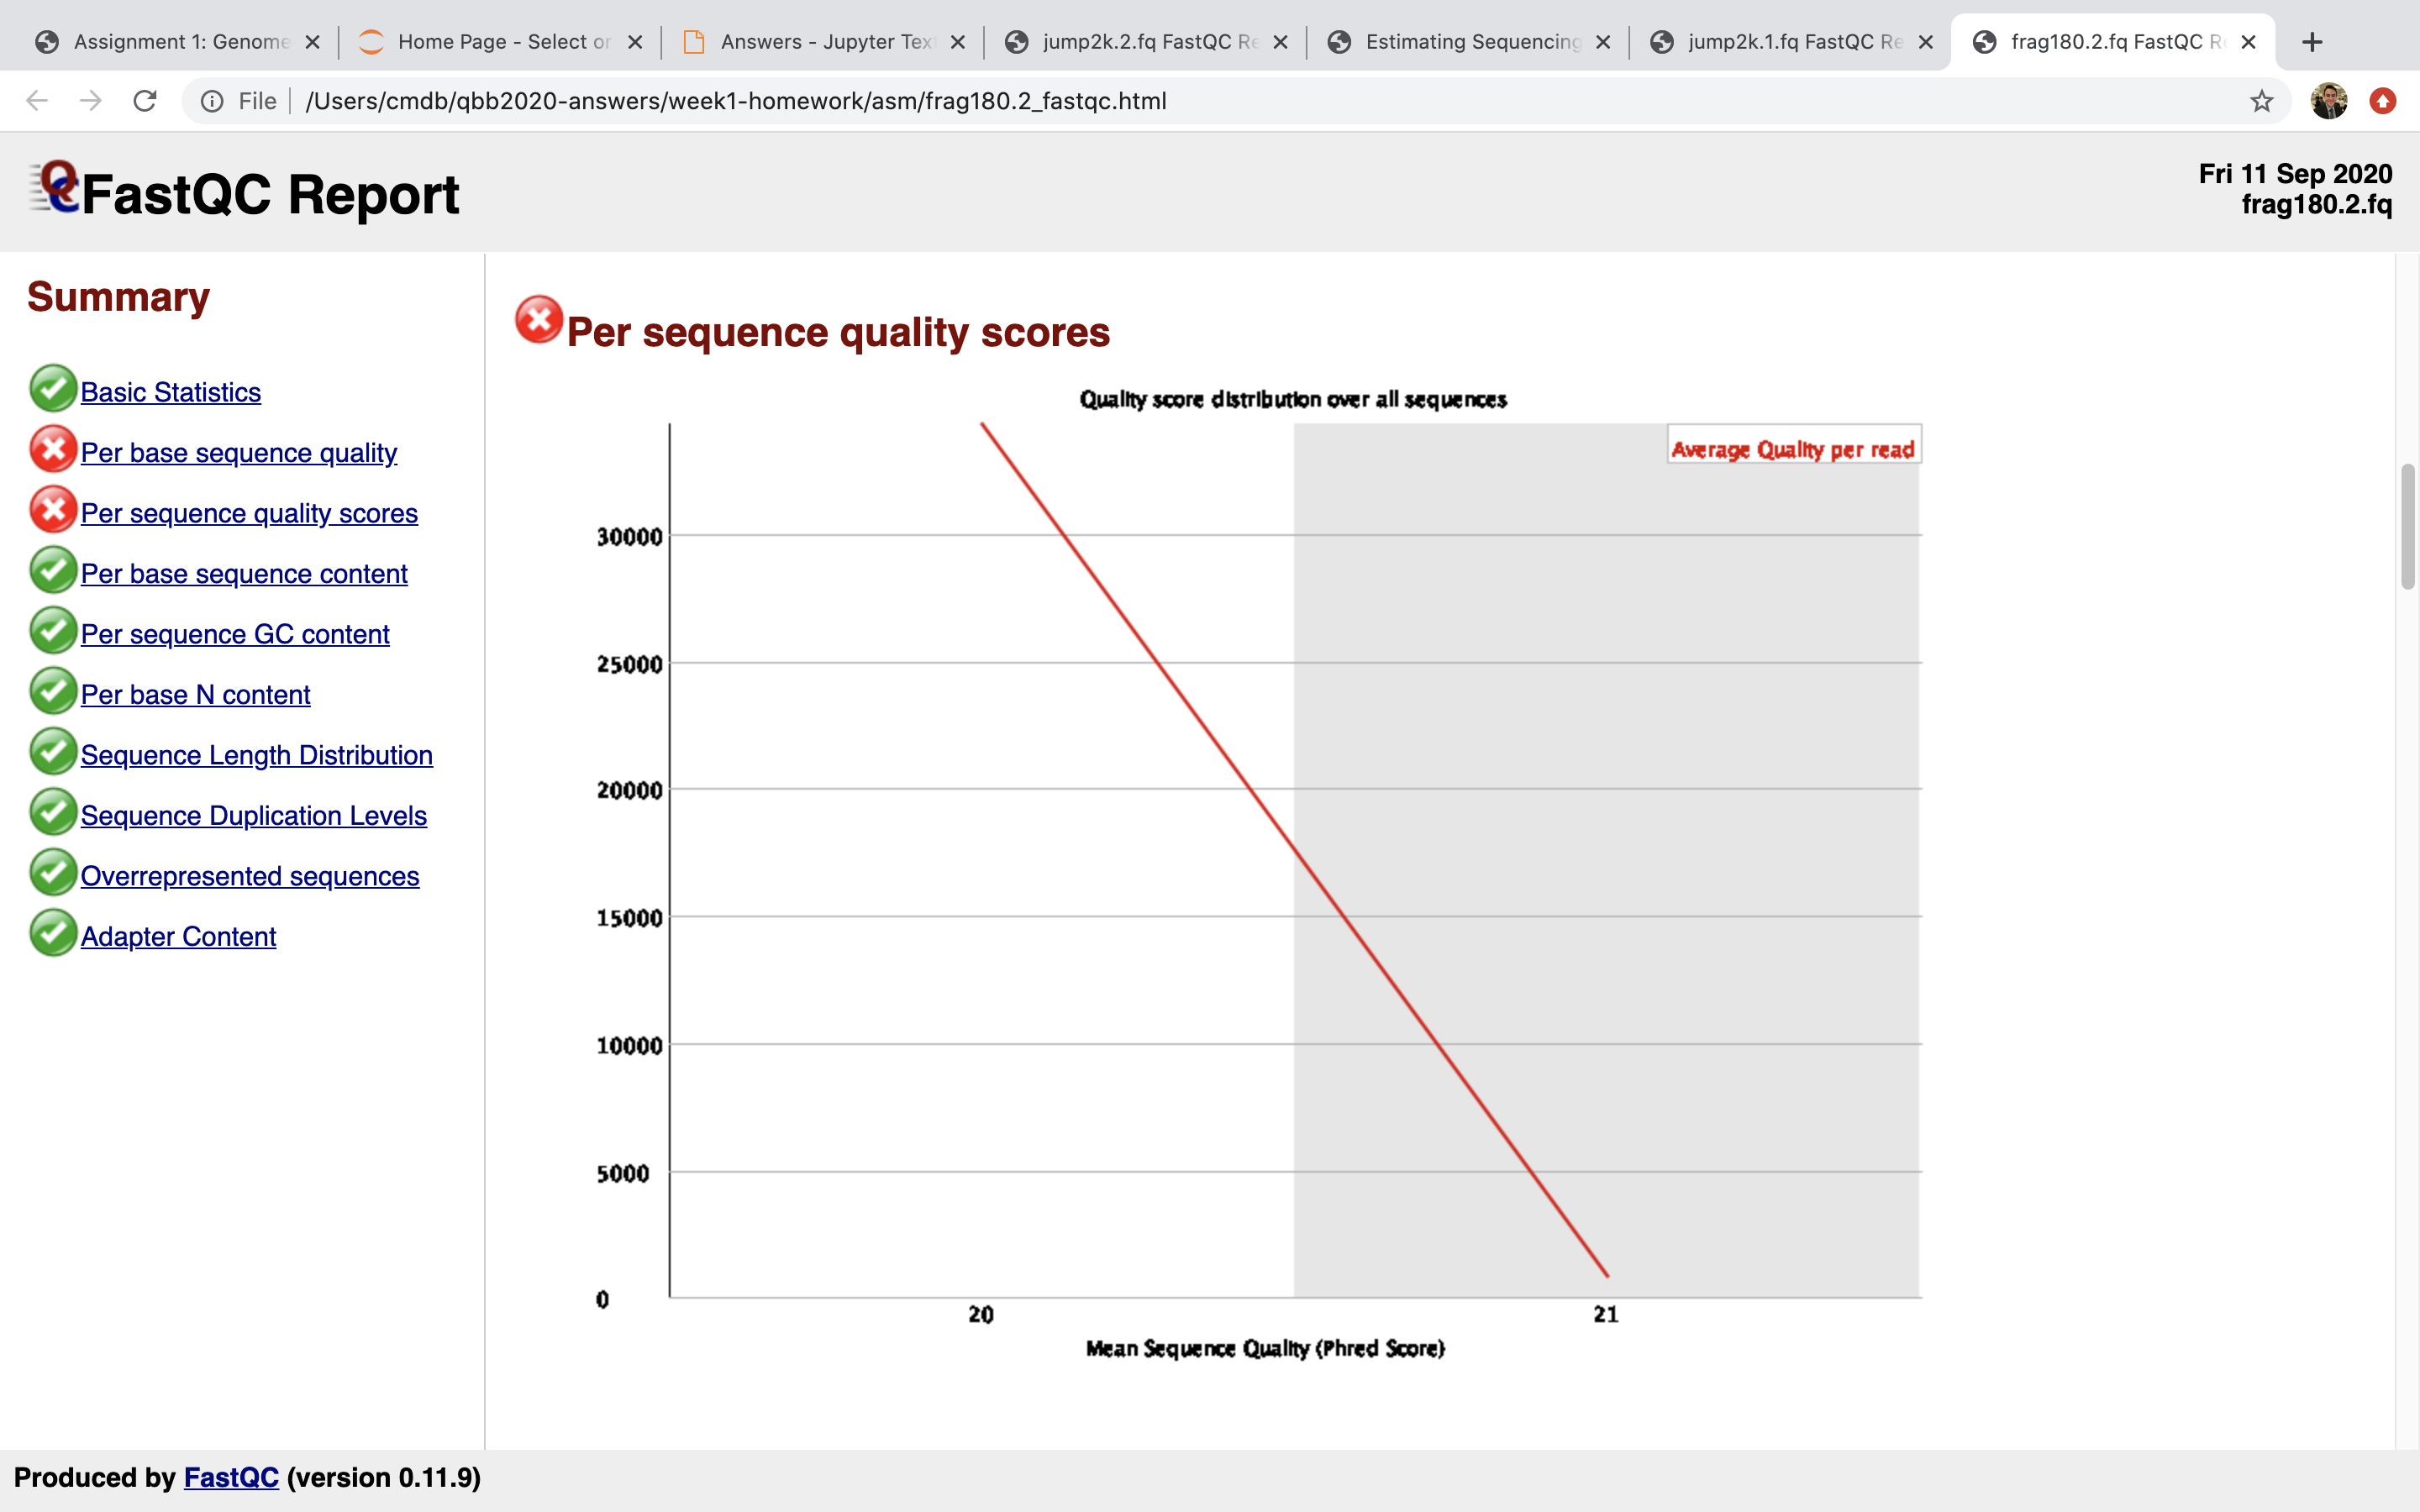 Assignment 1: Genome
Home Page - Select or
Answers - Jupyter Tex
jump2k.2.fq FastQC Re
Estimating Sequencing
jump2k.1.fq FastQC Re
frag180.2.fq FastQC R
File
/Users/cmdb/qbb2020-answers/week1-homework/asm/frag180.2_fastqc.html
FastQC Report
Fri 11 Sep 2020
frag180.2.fq
Summary
Basic Statistics
Per base sequence quality
Per sequence quality scores
Per base sequence content
Per sequence GC content
Per base N content
Sequence Length Distribution
Sequence Duplication Levels
Overrepresented sequences
Adapter Content
Per sequence quality scores
Quality score distribution over all sequences
Average Quality per read
30000
25000
20000
15000
10000
5000
0
20
21
Mean Sequence Quality (Phred Score)
Produced by FastQC (version 0.11.9)